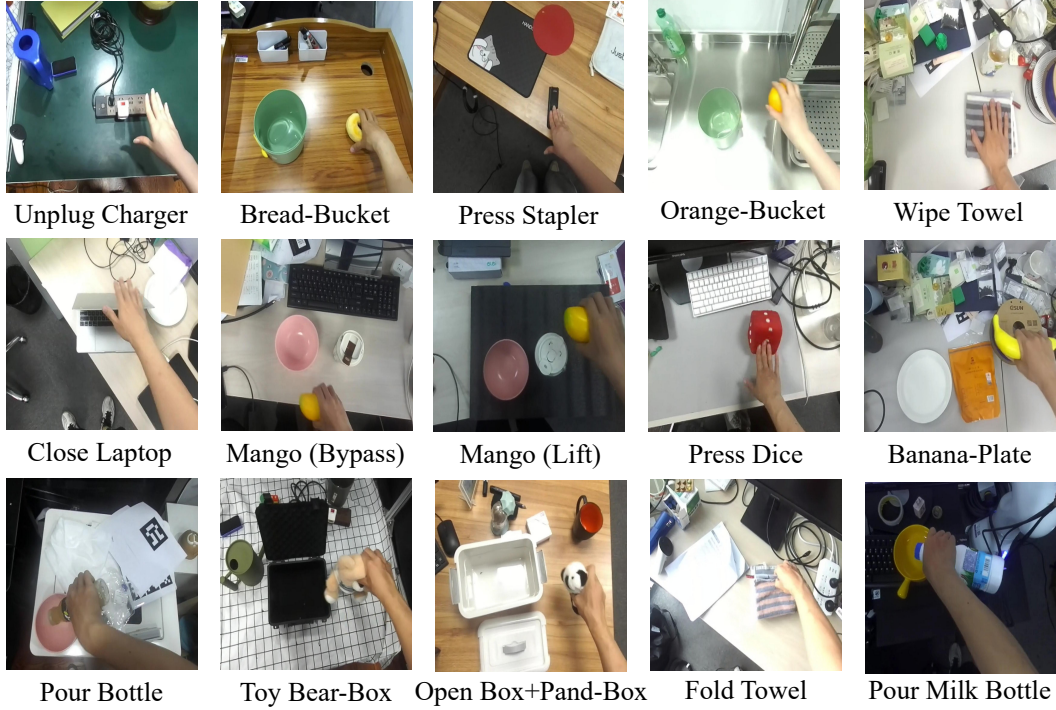 Unplug Charger
Bread-Bucket
Press Stapler
Orange-Bucket
Wipe Towel
Close Laptop
Mango (Bypass)
Mango (Lift)
Press Dice
Banana-Plate
Pour Bottle
Toy Bear-Box
Open Box+Pand-Box
Fold Towel
Pour Milk Bottle